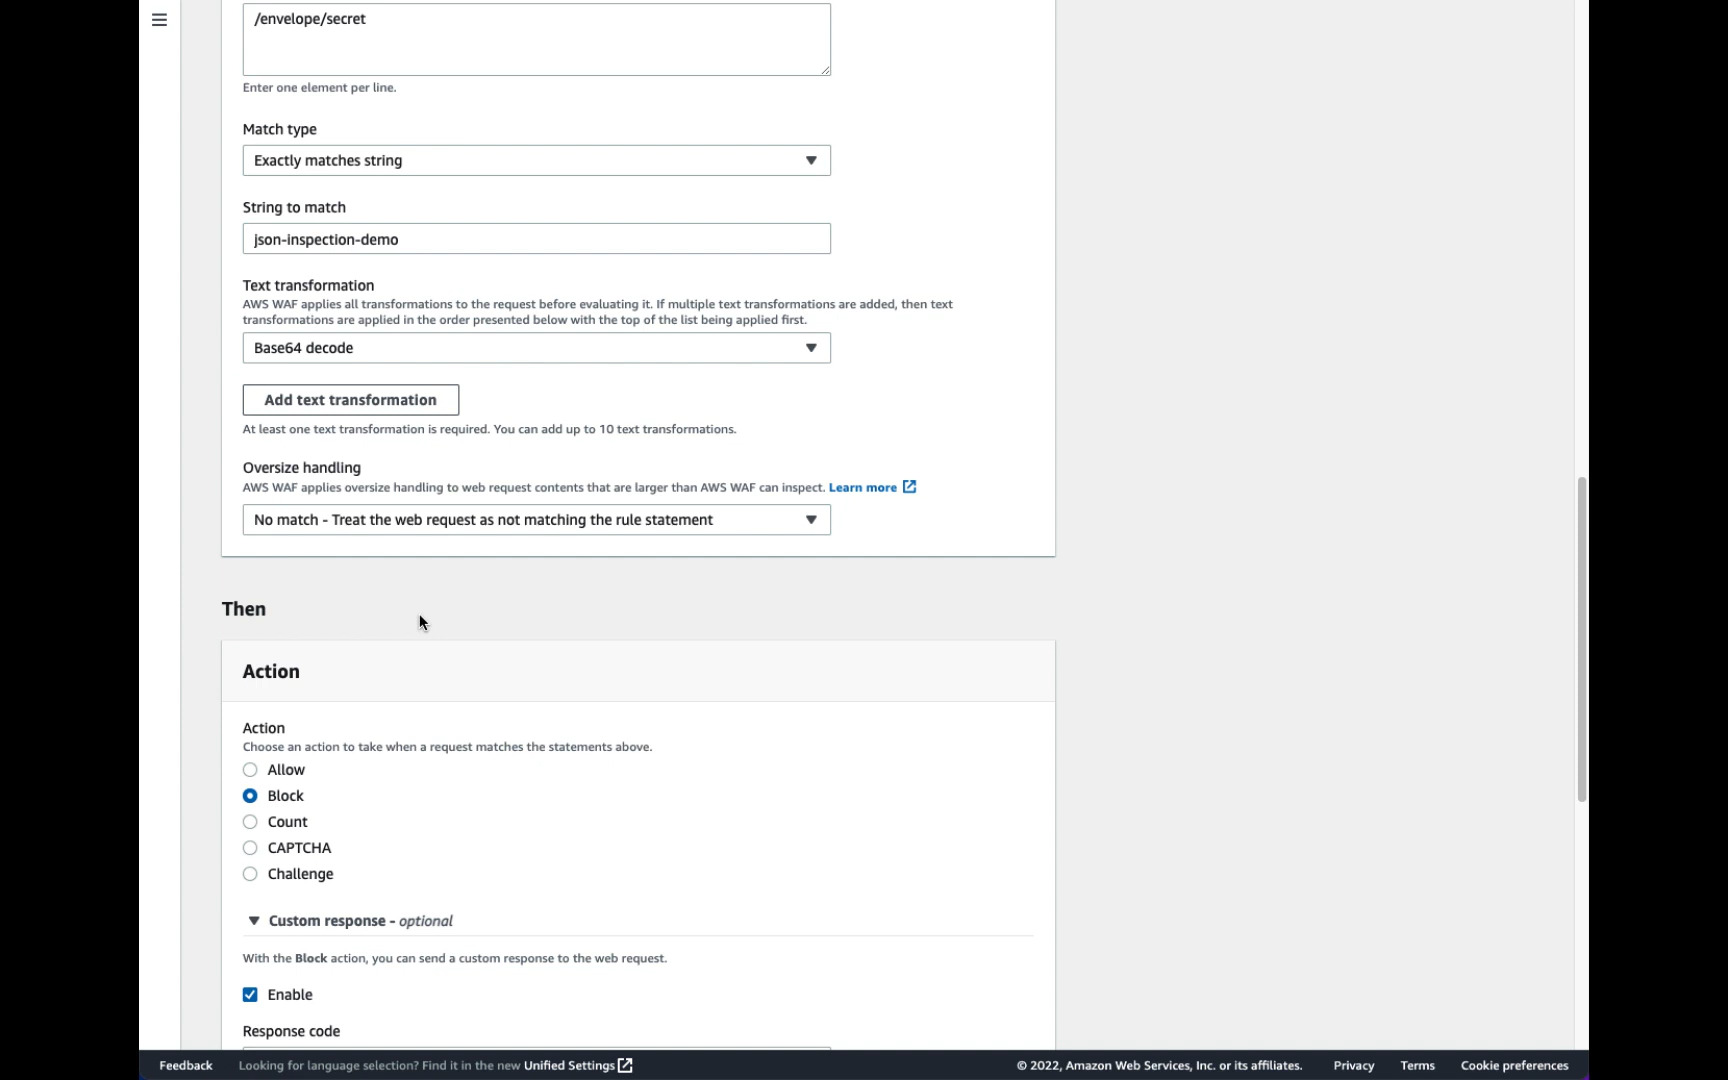 /envelope/secret
Enter one element per line.
Match type
Exactly matches string
String to match
json-inspection-demo
Text transformation
AWS WAF applies all transformations to the request before evaluating it. If multiple text transformations are added, then text
transformations are applied in the order presented below with the top of the list being applied first.
Base64 decode
Add text transformation
At least one text transformation is required. You can add up to 10 text transformations.
Oversize handling
AWS WAF applies oversize handling to web request contents that are larger than AWS WAF can inspect. Learn more
No match - Treat the web request as not matching the rule statement
Then
Action
Action
Choose an action to take when a request matches the statements above.
Allow
Block
Count
CAPTCHA
Challenge
Custom response - optional
With the Block action, you can send a custom response to the web request.
Enable
Response code
Feedback Looking for language selection? Find it in the new Unified Settings © 2022, Amazon Web Services, Inc. or its affiliates. Privacy Terms Cookie preferences